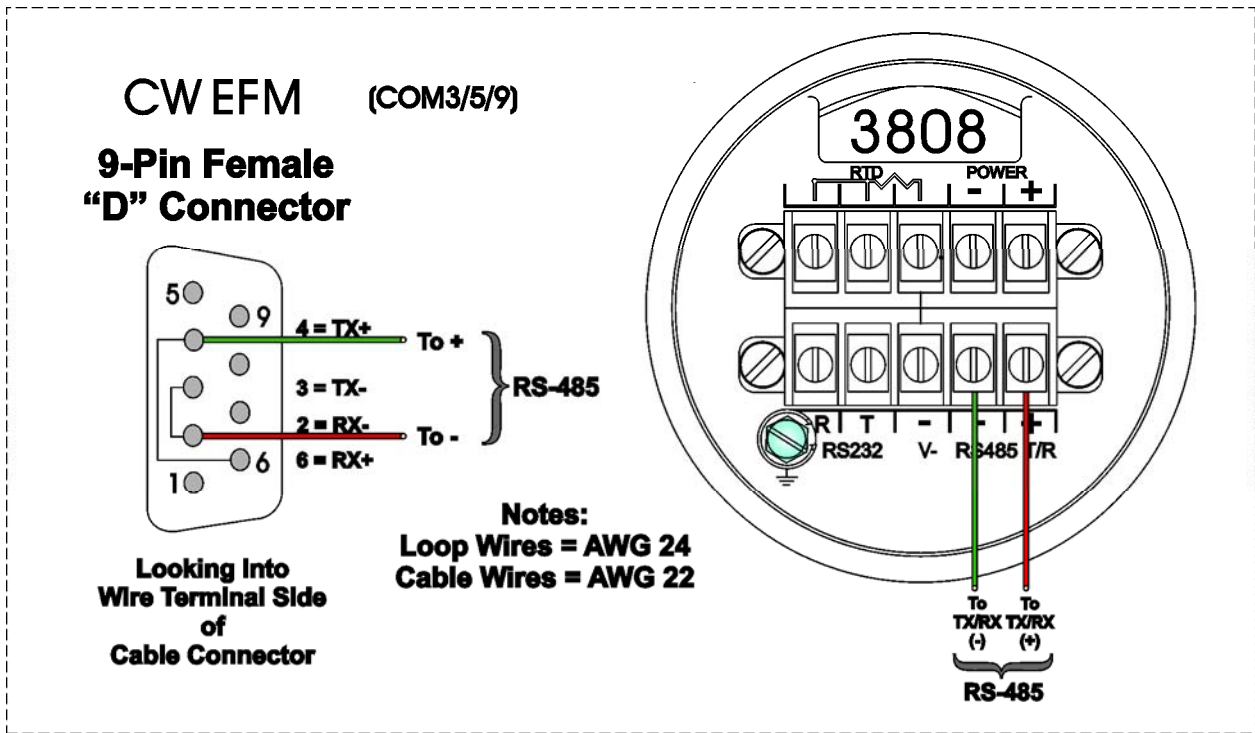 CW EFM (COM3/5/9)
9-Pin Female
“D” Connector
5
9
4 = TX+
To +
3 = TX-
RS-485
2 = RX-
To -
6
6 = RX+
1
Looking Into
Wire Terminal Side
of
Cable Connector
Notes:
Loop Wires = AWG 24
Cable Wires = AWG 22
3808
RTD POWER
- +
R T - - +
RS232 V- RS485 T/R
To To
TX/RX TX/RX
(-) (+)
RS-485